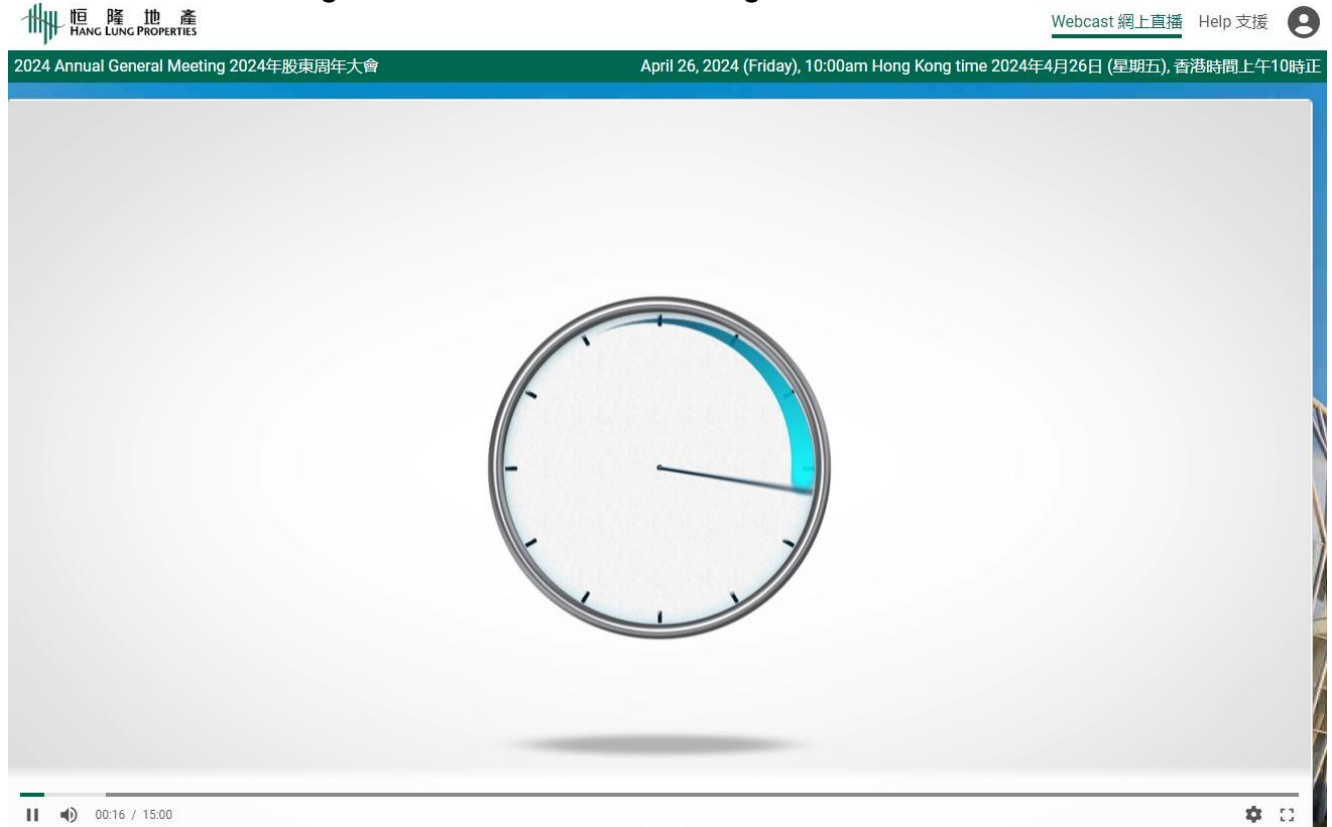 恒隆地產
HANG LUNG PROPERTIES
Webcast 網上直播 Help 支援
2024 Annual General Meeting 2024年股東周年大會
April 26, 2024 (Friday), 10:00am Hong Kong time 2024年4月26日 (星期五), 香港時間上午10時正
00:16 / 15:00